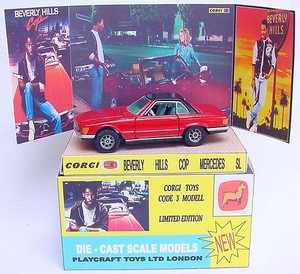 BEVERLY HILLS
Cop
CORGI
BEVERLY HILLS
CORGI BEVERLY HILLS COP MERCEDES SL
CORGI TOYS
CODE 3 MODELL
LIMITED EDITION
NEW
DIE - CAST SCALE MODELS
PLAYCRAFT TOYS LTD LONDON